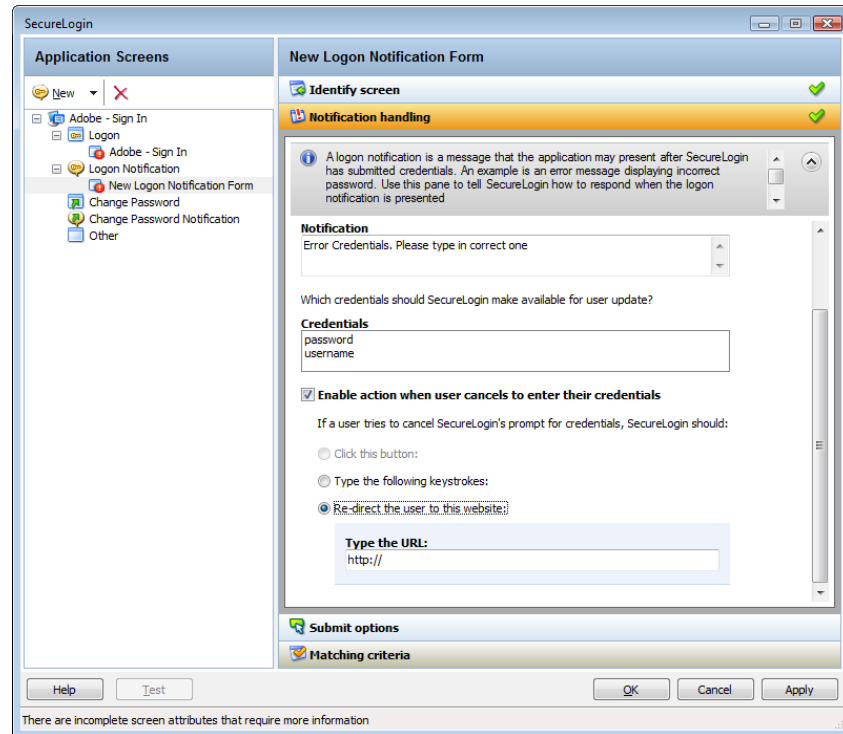 SecureLogin
Application Screens
New
Adobe - Sign In
Logon
Adobe - Sign In
Logon Notification
New Logon Notification Form
Change Password
Change Password Notification
Other
New Logon Notification Form
Identify screen
Notification handling
A logon notification is a message that the application may present after SecureLogin
has submitted credentials. An example is an error message displaying incorrect
password. Use this pane to tell SecureLogin how to respond when the logon
notification is presented
Notification
Error Credentials. Please type in correct one
Which credentials should SecureLogin make available for user update?
Credentials
password
username
Enable action when user cancels to enter their credentials
If a user tries to cancel SecureLogin's prompt for credentials, SecureLogin should:
Click this button:
Type the following keystrokes:
Re-direct the user to this website:
Type the URL:
http://
Submit options
Matching criteria
Help
Test
OK
Cancel
Apply
There are incomplete screen attributes that require more information